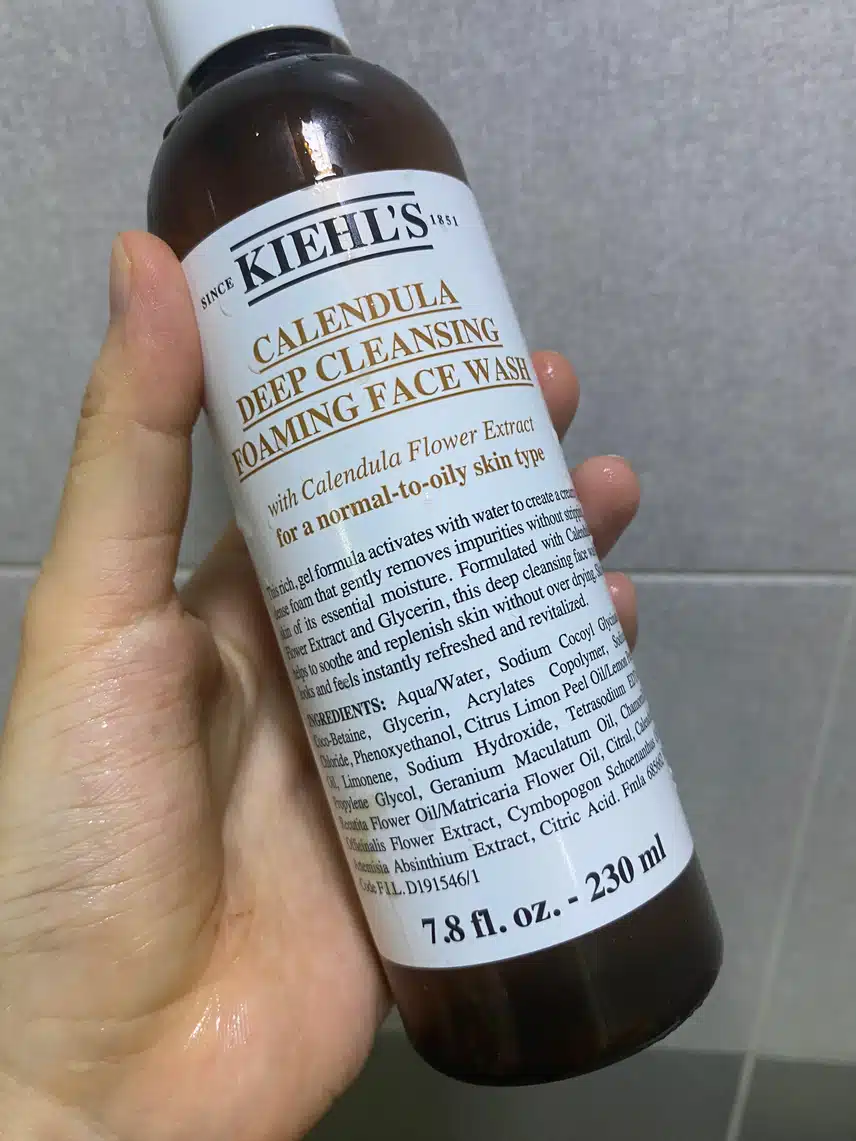 SINCE KIEHL'S 1851
CALENDULA
DEEP CLEANSING
FOAMING FACE WASH
with Calendula Flower Extract
for a normal-to-oily skin type
This rich, gel formula activates with water to create a
foam that gently removes impurities without
skin of its essential moisture. Formulated with
Flower Extract and Glycerin, this deep cleansing face
helps to soothe and replenish skin without over drying.
looks and feels instantly refreshed and revitalized.
INGREDIENTS: Aqua/Water, Sodium Cocoyl
Coco-Betaine, Glycerin, Acrylates Copolymer,
Chloride, Phenoxyethanol, Citrus Limon Peel Oil/Lemon
Oil, Limonene, Sodium Hydroxide, Tetrasodium
Propylene Glycol, Geranium Maculatum Oil,
Recutita Flower Oil/Matricaria Flower Oil, Citral,
Officinalis Flower Extract, Cymbopogon Schoenanthus
Artemisia Absinthium Extract, Citric Acid. Fmla
Code F.I.L. D191546/1
7.8 fl. oz. - 230 ml